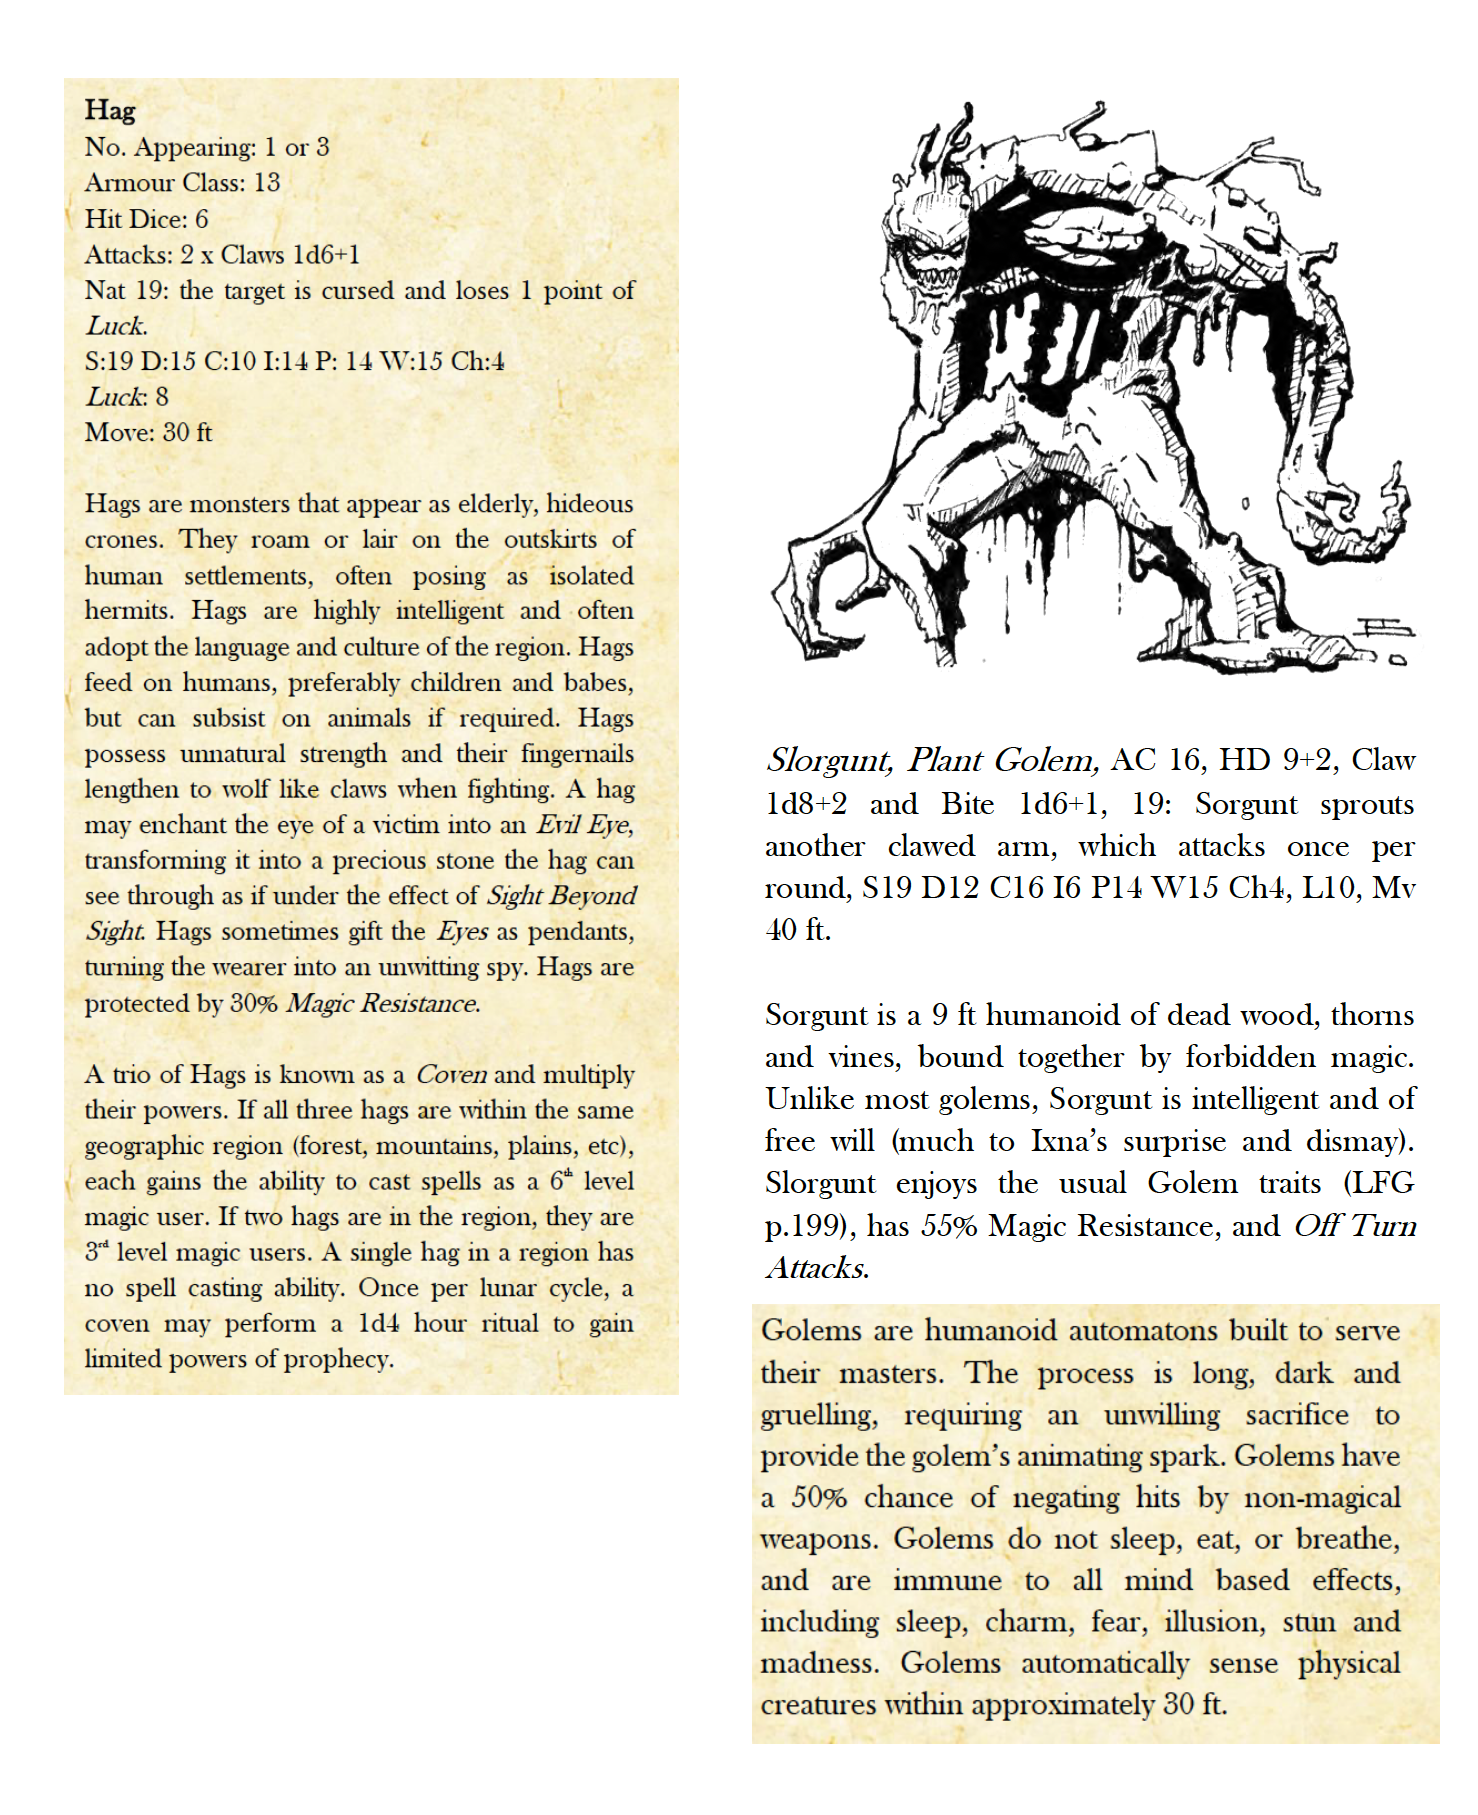 Hag
No. Appearing: 1 or 3
Armour Class: 13
Hit Dice: 6
Attacks: 2 x Claws 1d6+1
Nat 19: the target is cursed and loses 1 point of
Luck.
S:19 D:15 C:10 I:14 P: 14 W:15 Ch:4
Luck: 8
Move: 30 ft
Hags are monsters that appear as elderly, hideous
crones. They roam or lair on the outskirts of
human settlements, often posing as isolated
hermits. Hags are highly intelligent and often
adopt the language and culture of the region. Hags
feed on humans, preferably children and babes,
but can subsist on animals if required. Hags
possess unnatural strength and their fingernails
lengthen to wolf like claws when fighting. A hag
may enchant the eye of a victim into an Evil Eye,
transforming it into a precious stone the hag can
see through as if under the effect of Sight Beyond
Sight. Hags sometimes gift the Eyes as pendants,
turning the wearer into an unwitting spy. Hags are
protected by 30% Magic Resistance.
A trio of Hags is known as a Coven and multiply
their powers. If all three hags are within the same
geographic region (forest, mountains, plains, etc),
each gains the ability to cast spells as a 6th level
magic user. If two hags are in the region, they are
3rd level magic users. A single hag in a region has
no spell casting ability. Once per lunar cycle, a
coven may perform a 1d4 hour ritual to gain
limited powers of prophecy.
Slorgunt, Plant Golem, AC 16, HD 9+2, Claw
1d8+2 and Bite 1d6+1, 19: Sorgunt sprouts
another clawed arm, which attacks once per
round, S19 D12 C16 I6 P14 W15 Ch4, L10, Mv
40 ft.
Sorgunt is a 9 ft humanoid of dead wood, thorns
and vines, bound together by forbidden magic.
Unlike most golems, Sorgunt is intelligent and of
free will (much to Ixna's surprise and dismay).
Slorgunt enjoys the usual Golem traits (LFG
p.199), has 55% Magic Resistance, and Off Turn
Attacks.
Golems are humanoid automatons built to serve
their masters. The process is long, dark and
gruelling, requiring an unwilling sacrifice to
provide the golem's animating spark. Golems have
a 50% chance of negating hits by non-magical
weapons. Golems do not sleep, eat, or breathe,
and are immune to all mind based effects,
including sleep, charm, fear, illusion, stun and
madness. Golems automatically sense physical
creatures within approximately 30 ft.